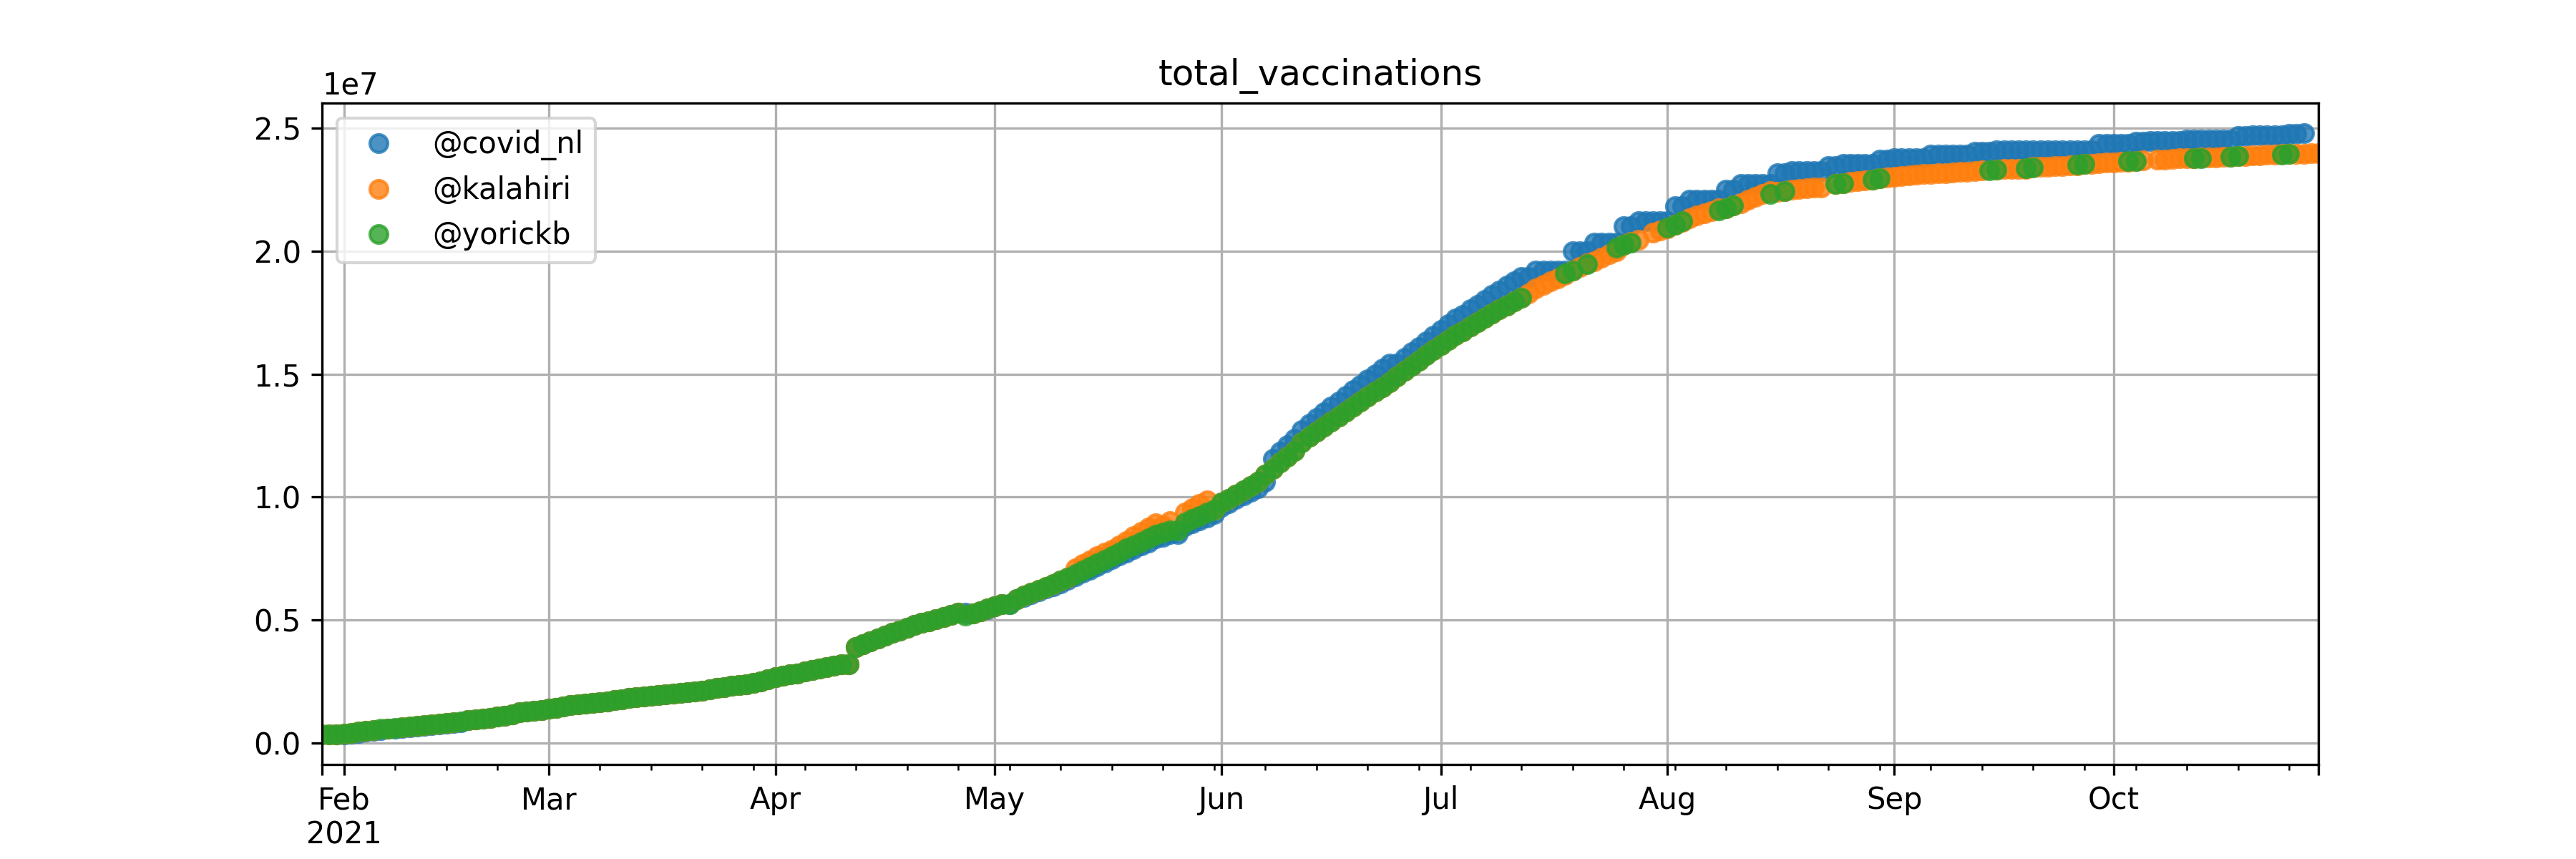 total_vaccinations
1e7
2.5
2.0
1.5
1.0
0.5
0.0
@covid_nl
@kalahiri
@yorickb
Feb Mar Apr May Jun Jul Aug Sep Oct
2021